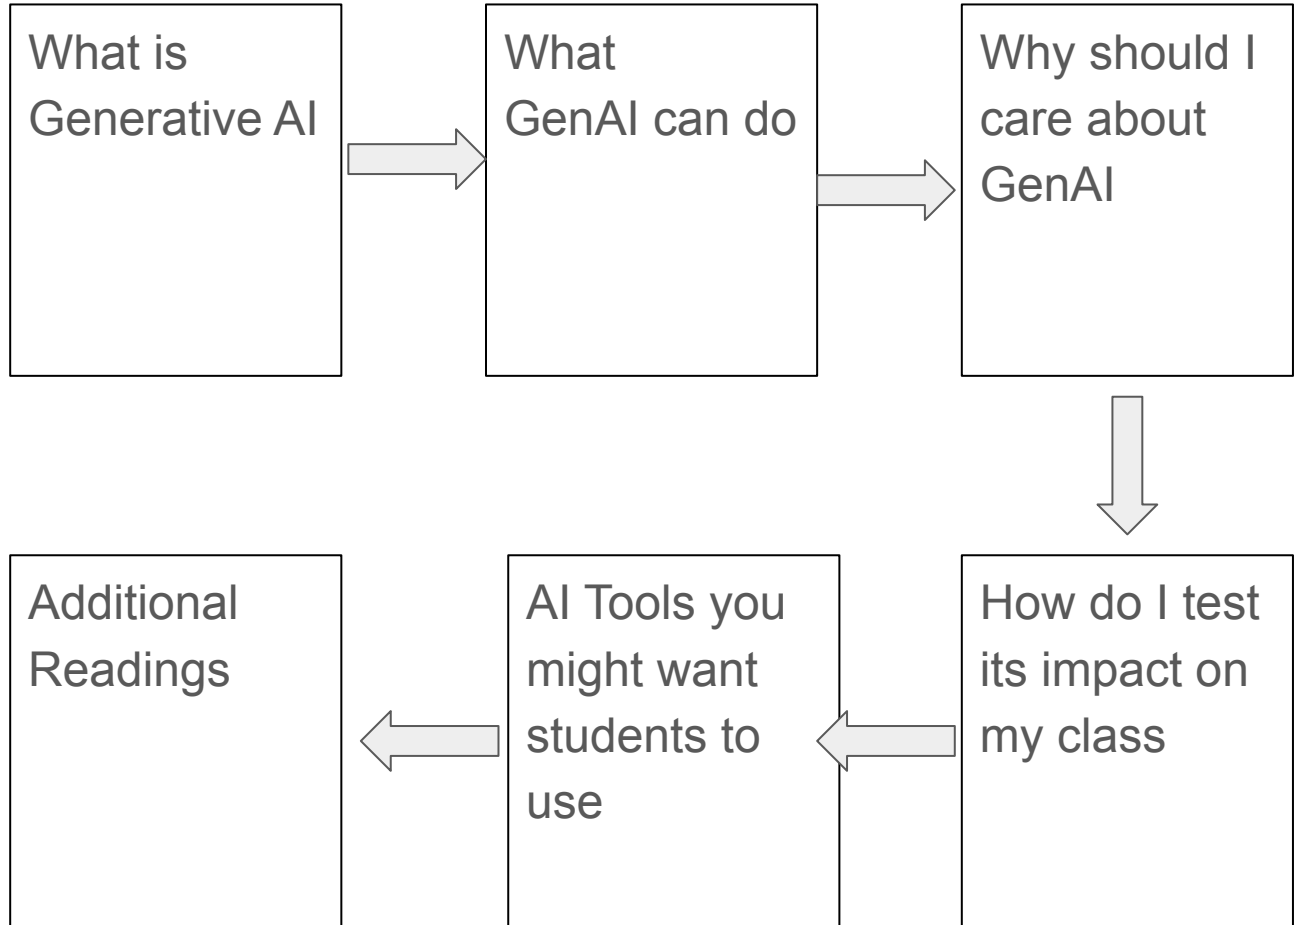 What is
Generative AI
What
GenAI can do
Why should I
care about
GenAI
How do I test
its impact on
my class
AI Tools you
might want
students to
use
Additional
Readings